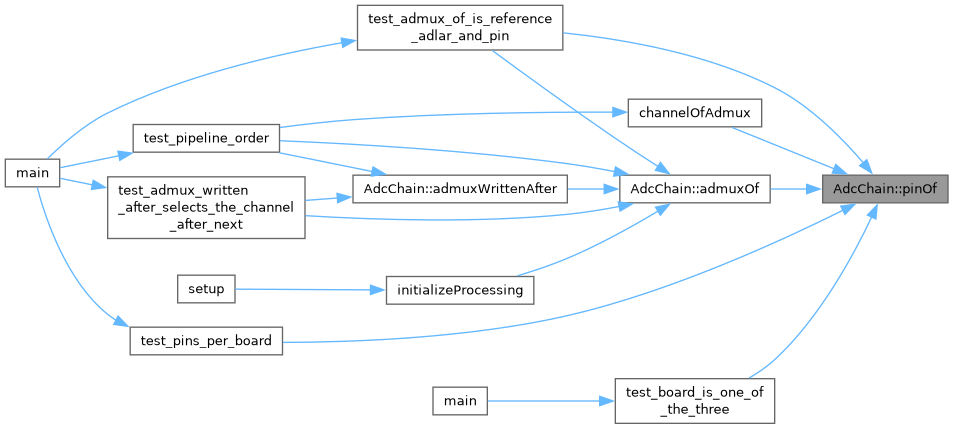 test_admux_of_is_reference
_adlar_and_pin
channelOfAdmux
test_pipeline_order
main
test_admux_written
_after_selects_the_channel
_after_next
AdcChain::admuxWrittenAfter
AdcChain::admuxOf
AdcChain::pinOf
setup
initializeProcessing
test_pins_per_board
main
test_board_is_one_of
_the_three